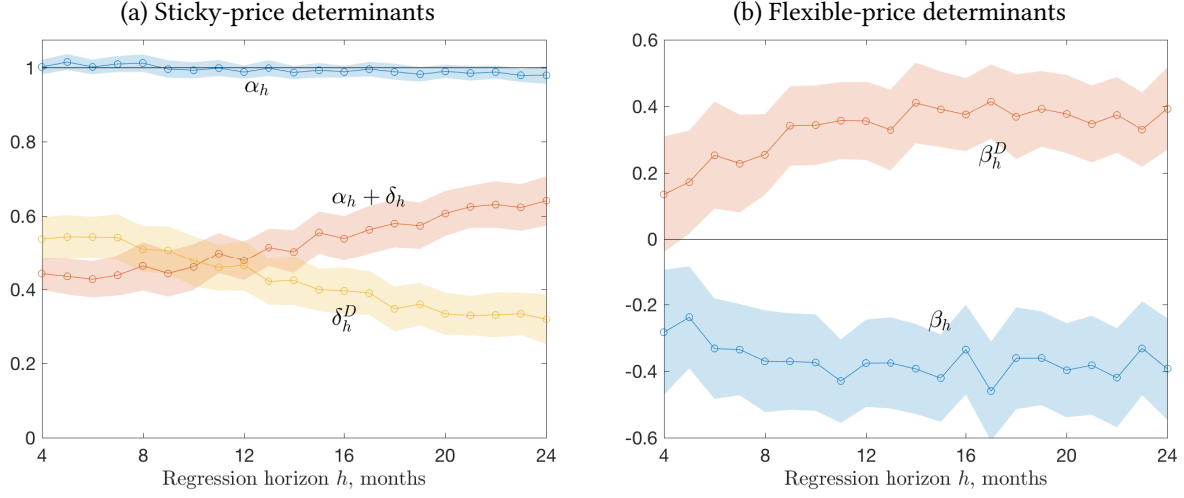 (a) Sticky-price determinants
1
0.8
0.6
0.4
0.2
0
4 8 12 16 20 24
α_h
α_h + δ_h
δ_h^D
Regression horizon h, months
(b) Flexible-price determinants
0.6
0.4
0.2
0
-0.2
-0.4
-0.6
4 8 12 16 20 24
β_h^D
β_h
Regression horizon h, months